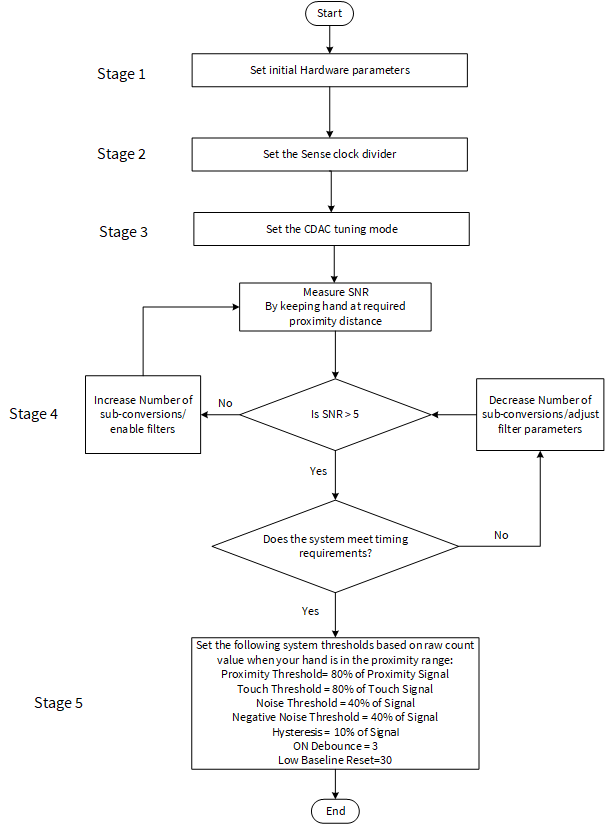 Start
Stage 1
Set initial Hardware parameters
Stage 2
Set the Sense clock divider
Stage 3
Set the CDAC tuning mode
Measure SNR
By keeping hand at required
proximity distance
Stage 4
Increase Number of
sub-conversions/
enable filters
No
Is SNR > 5
Decrease Number of
sub-conversions/adjust
filter parameters
Yes
Does the system meet timing
requirements?
No
Yes
Stage 5
Set the following system thresholds based on raw count
value when your hand is in the proximity range:
Proximity Threshold= 80% of Proximity Signal
Touch Threshold = 80% of Touch Signal
Noise Threshold = 40% of Signal
Negative Noise Threshold = 40% of Signal
Hysteresis = 10% of Signal
ON Debounce = 3
Low Baseline Reset=30
End